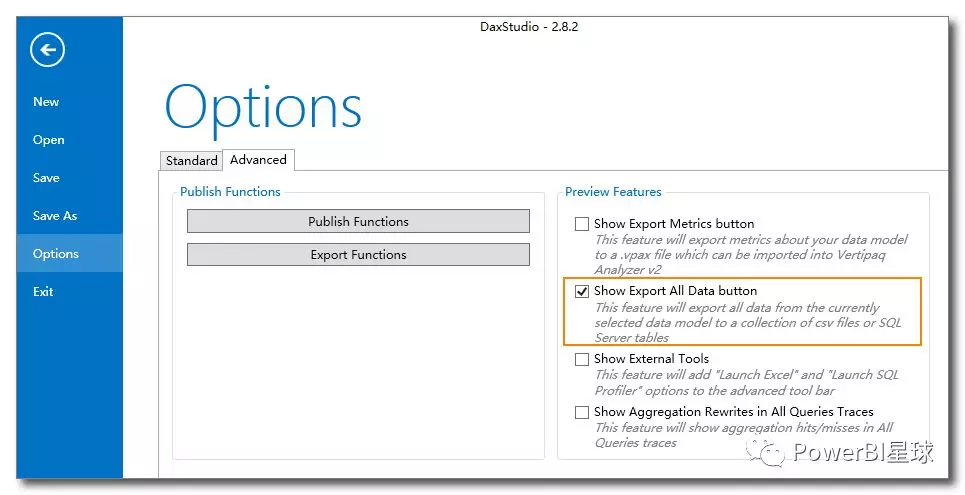 DaxStudio - 2.8.2
New
Open
Save
Save As
Options
Exit
Options
Standard
Advanced
Publish Functions
Publish Functions
Export Functions
Preview Features
Show Export Metrics button
This feature will export metrics about your data model
to a .vpax file which can be imported into Vertipaq
Analyzer v2
Show Export All Data button
This feature will export all data from the currently
selected data model to a collection of csv files or SQL
Server tables
Show External Tools
This feature will add "Launch Excel" and "Launch SQL
Profiler" options to the advanced tool bar
Show Aggregation Rewrites in All Queries Traces
This feature will show aggregation hits/misses in All
Queries traces
PowerBI星球